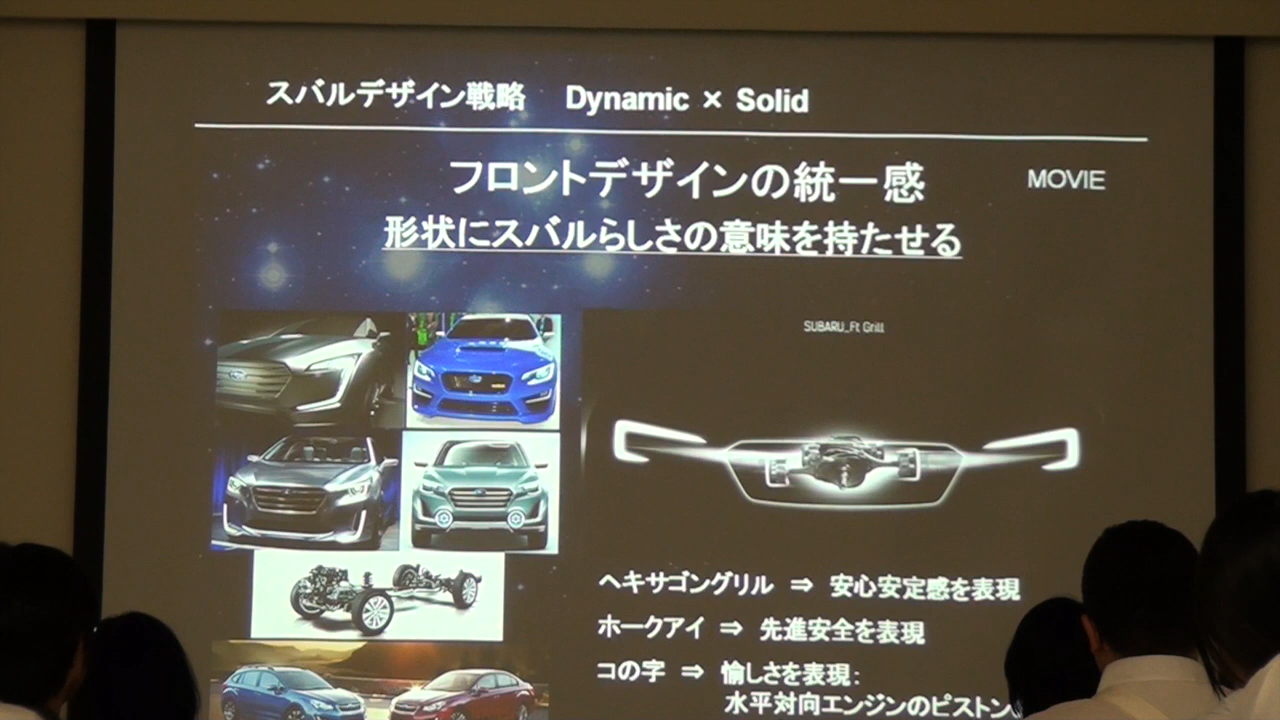 スバルデザイン戦略 Dynamic × Solid
フロントデザインの統一感
MOVIE
形状にスバルらしさの意味を持たせる
SUBARU_Ft Grill
ヘキサゴングリル ⇒ 安心安定感を表現
ホークアイ ⇒ 先進安全を表現
コの字 ⇒ 愉しさを表現:
水平対向エンジンのピストン